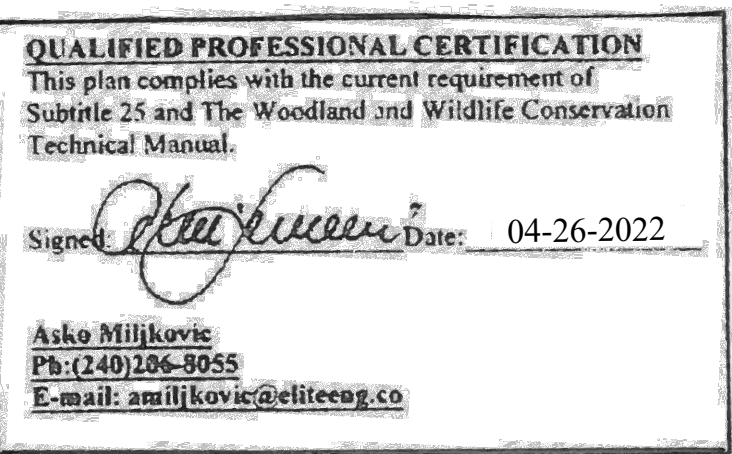 QUALIFIED PROFESSIONAL CERTIFICATION
This plan complies with the current requirement of
Subtitle 25 and The Woodland and Wildlife Conservation
Technical Manual.
Signed: Date: 04-26-2022
Asko Miljkovic
Ph:(240)206-8055
E-mail: amiljkovic@eliteeng.co